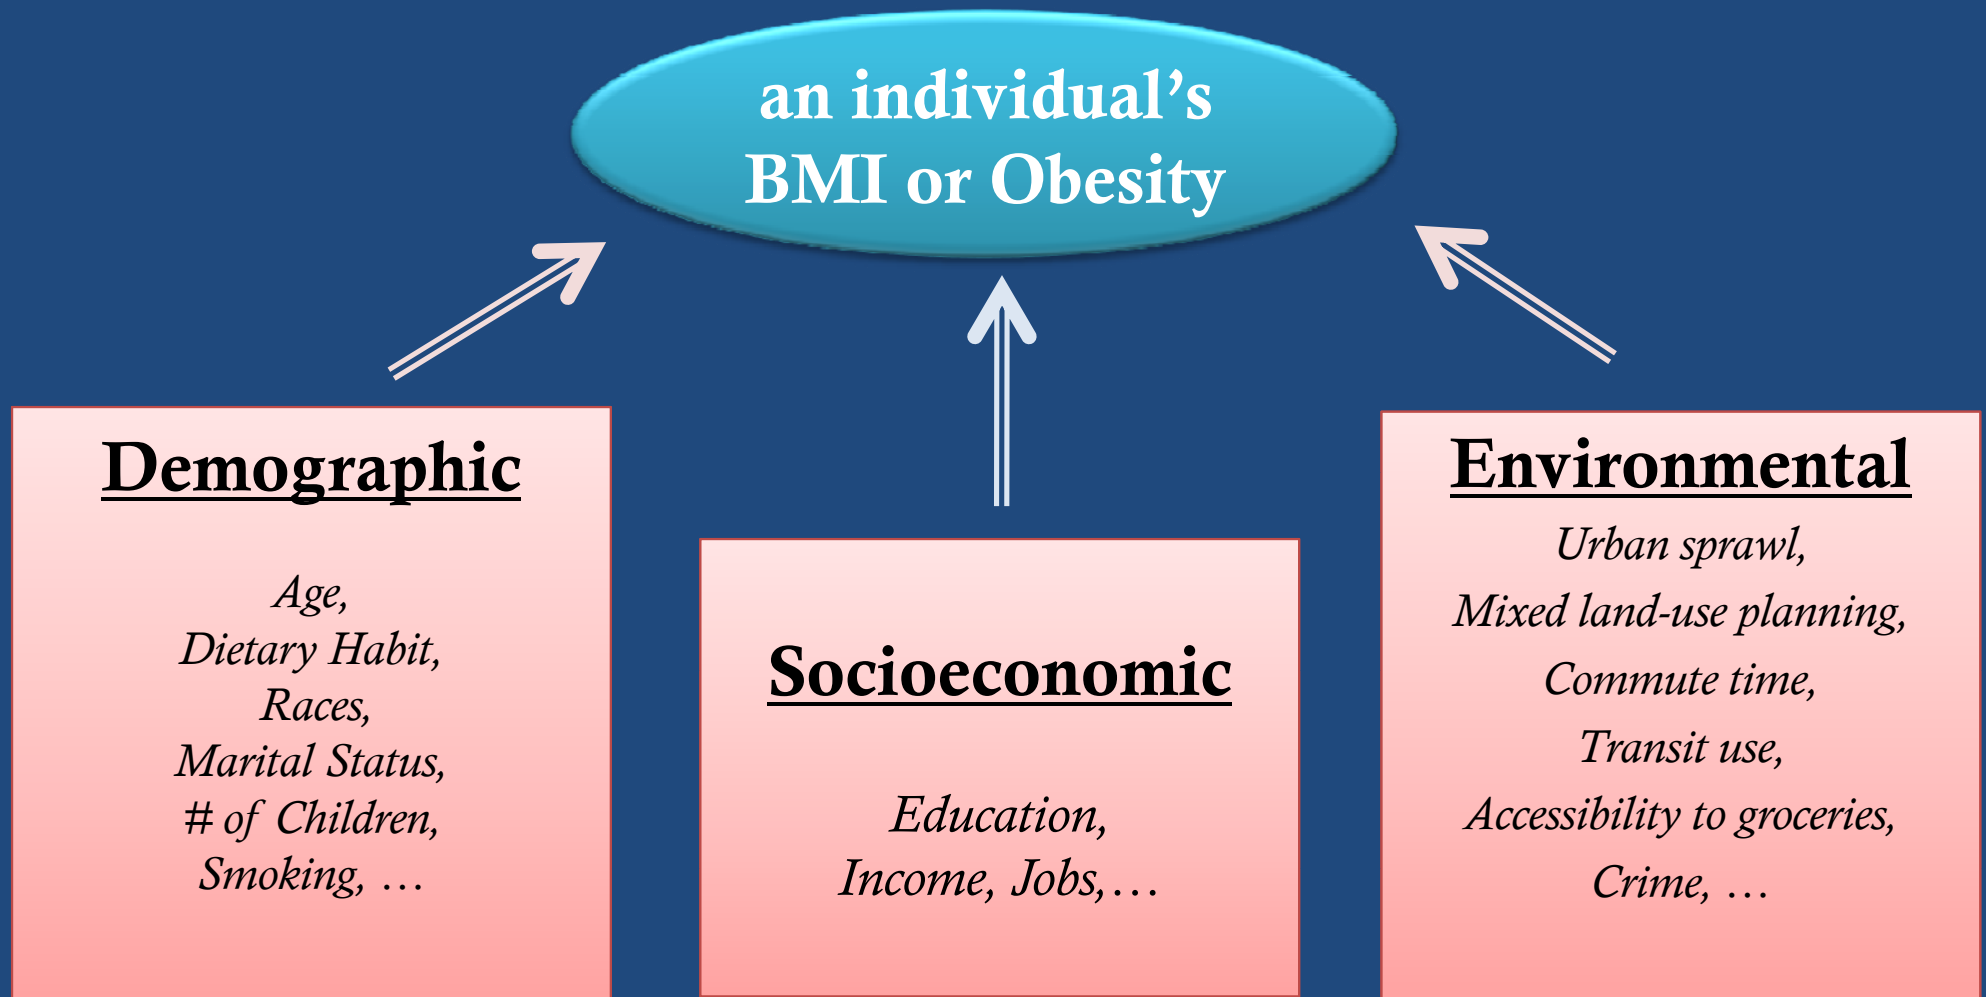 an individual’s
BMI or Obesity
Demographic
Age,
Dietary Habit,
Races,
Marital Status,
# of Children,
Smoking, …
Socioeconomic
Education,
Income, Jobs,…
Environmental
Urban sprawl,
Mixed land-use planning,
Commute time,
Transit use,
Accessibility to groceries,
Crime, …